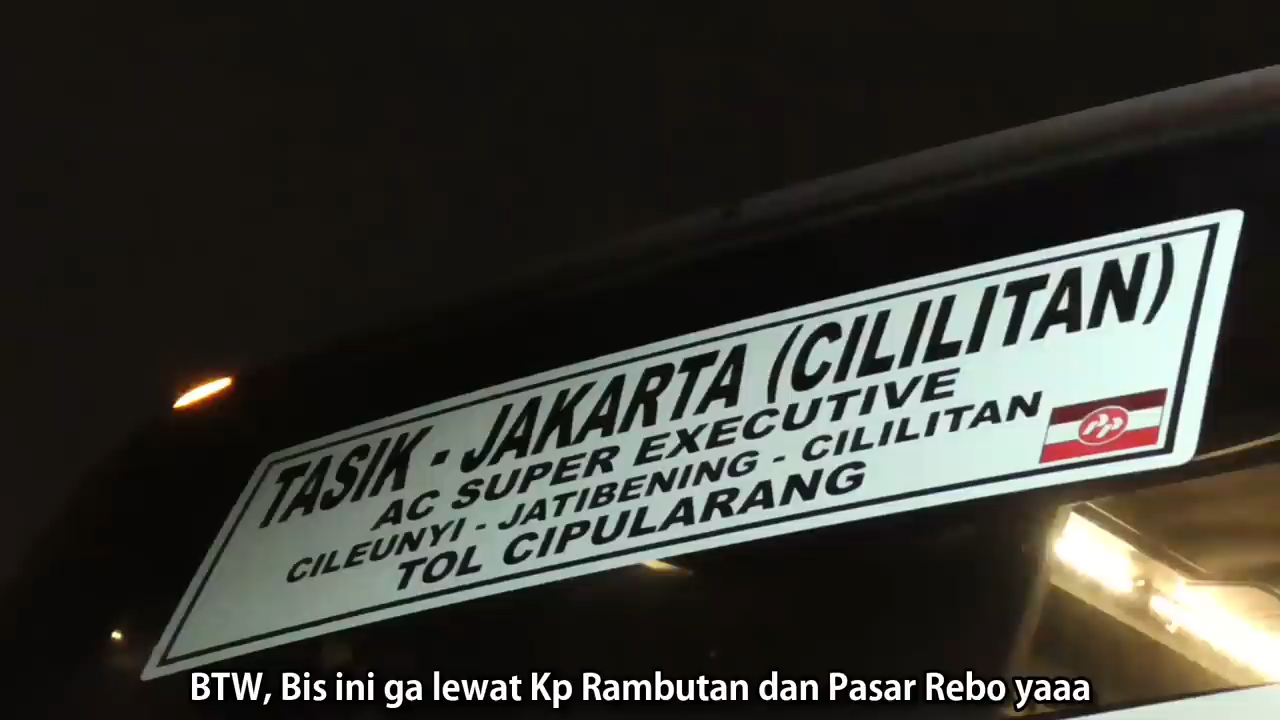 TASIK - JAKARTA (CILILITAN)
AC SUPER EXECUTIVE
CILEUNYI - JATIBENING - CILILITAN
TOL CIPULARANG
BTW, Bis ini ga lewat Kp Rambutan dan Pasar Rebo yaaa